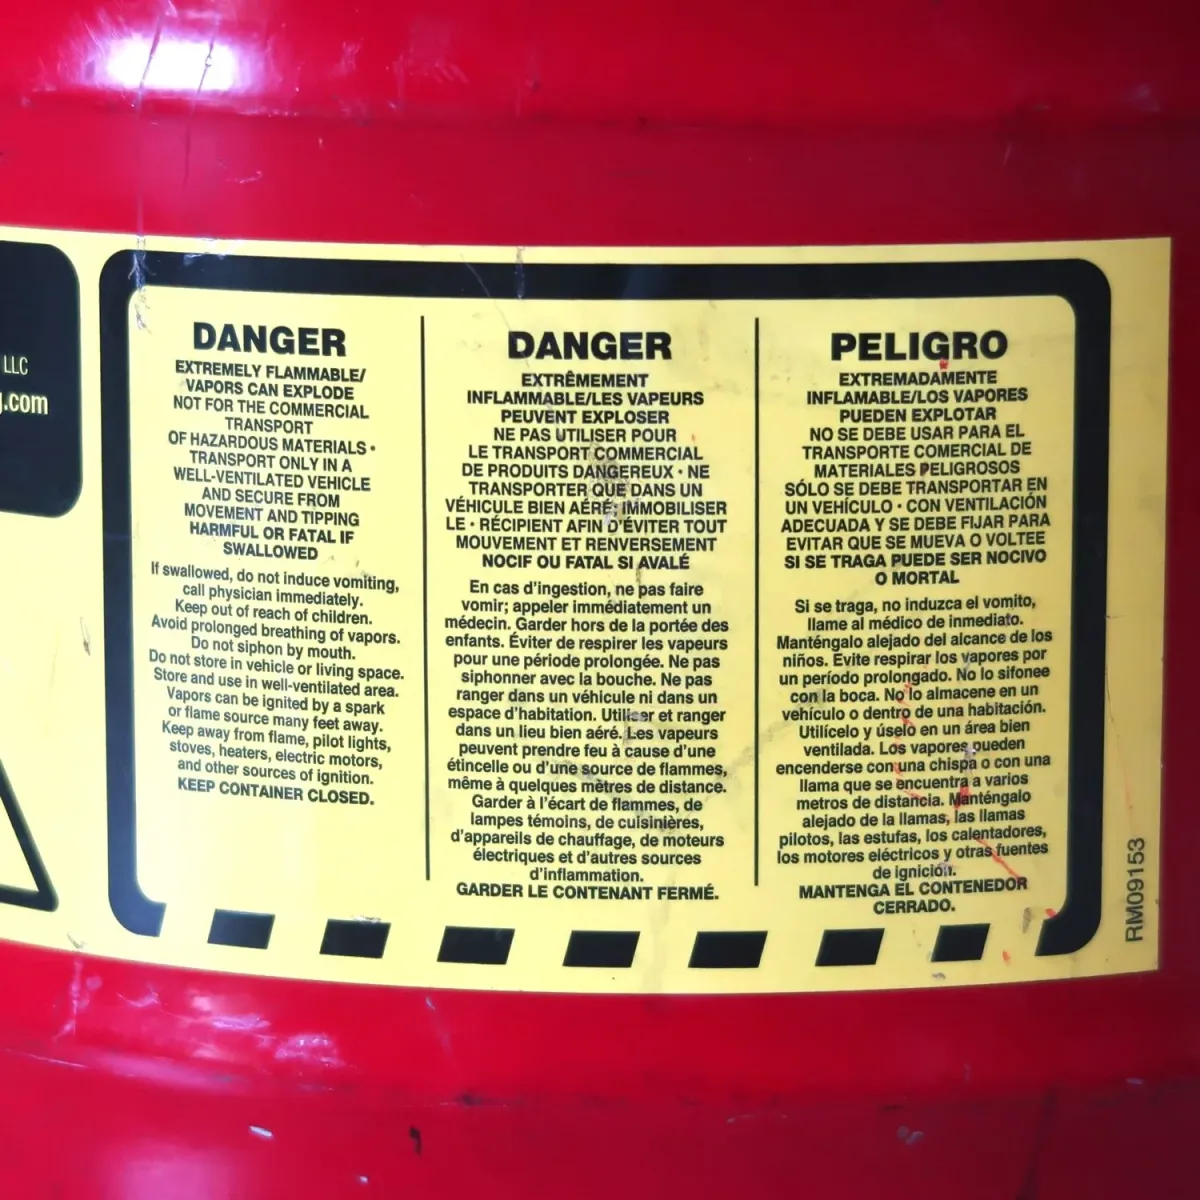 LLC
g.com
DANGER
EXTREMELY FLAMMABLE/
VAPORS CAN EXPLODE
NOT FOR THE COMMERCIAL
TRANSPORT
OF HAZARDOUS MATERIALS •
TRANSPORT ONLY IN A
WELL-VENTILATED VEHICLE
AND SECURE FROM
MOVEMENT AND TIPPING
HARMFUL OR FATAL IF
SWALLOWED
If swallowed, do not induce vomiting,
call physician immediately.
Keep out of reach of children.
Avoid prolonged breathing of vapors.
Do not siphon by mouth.
Do not store in vehicle or living space.
Store and use in well-ventilated area.
Vapors can be ignited by a spark
or flame source many feet away.
Keep away from flame, pilot lights,
stoves, heaters, electric motors,
and other sources of ignition.
KEEP CONTAINER CLOSED.
DANGER
EXTRÊMEMENT
INFLAMMABLE/LES VAPEURS
PEUVENT EXPLOSER
NE PAS UTILISER POUR
LE TRANSPORT COMMERCIAL
DE PRODUITS DANGEREUX • NE
TRANSPORTER QUE DANS UN
VÉHICULE BIEN AÉRÉ; IMMOBILISER
LE • RÉCIPIENT AFIN D'ÉVITER TOUT
MOUVEMENT ET RENVERSEMENT
NOCIF OU FATAL SI AVALÉ
En cas d'ingestion, ne pas faire
vomir; appeler immédiatement un
médecin. Garder hors de la portée des
enfants. Éviter de respirer les vapeurs
pour une période prolongée. Ne pas
siphonner avec la bouche. Ne pas
ranger dans un véhicule ni dans un
espace d'habitation. Utiliser et ranger
dans un lieu bien aéré. Les vapeurs
peuvent prendre feu à cause d'une
étincelle ou d'une source de flammes,
même à quelques mètres de distance.
Garder à l'écart de flammes, de
lampes témoins, de cuisinières,
d'appareils de chauffage, de moteurs
électriques et d'autres sources
d'inflammation.
GARDER LE CONTENANT FERMÉ.
PELIGRO
EXTREMADAMENTE
INFLAMABLE/LOS VAPORES
PUEDEN EXPLOTAR
NO SE DEBE USAR PARA EL
TRANSPORTE COMERCIAL DE
MATERIALES PELIGROSOS
SÓLO SE DEBE TRANSPORTAR EN
UN VEHÍCULO • CON VENTILACIÓN
ADECUADA Y SE DEBE FIJAR PARA
EVITAR QUE SE MUEVA O VOLTEE
SI SE TRAGA PUEDE SER NOCIVO
O MORTAL
Si se traga, no induzca el vomito,
llame al médico de inmediato.
Manténgalo alejado del alcance de los
niños. Evite respirar los vapores por
un período prolongado. No lo sifonee
con la boca. No lo almacene en un
vehículo o dentro de una habitación.
Utilícelo y úselo en un área bien
ventilada. Los vapores pueden
encenderse con una chispa o con una
llama que se encuentra a varios
metros de distancia. Manténgalo
alejado de la llamas, las llamas
pilotos, las estufas, los calentadores,
los motores eléctricos y otras fuentes
de ignición.
MANTENGA EL CONTENEDOR
CERRADO.
RM09153